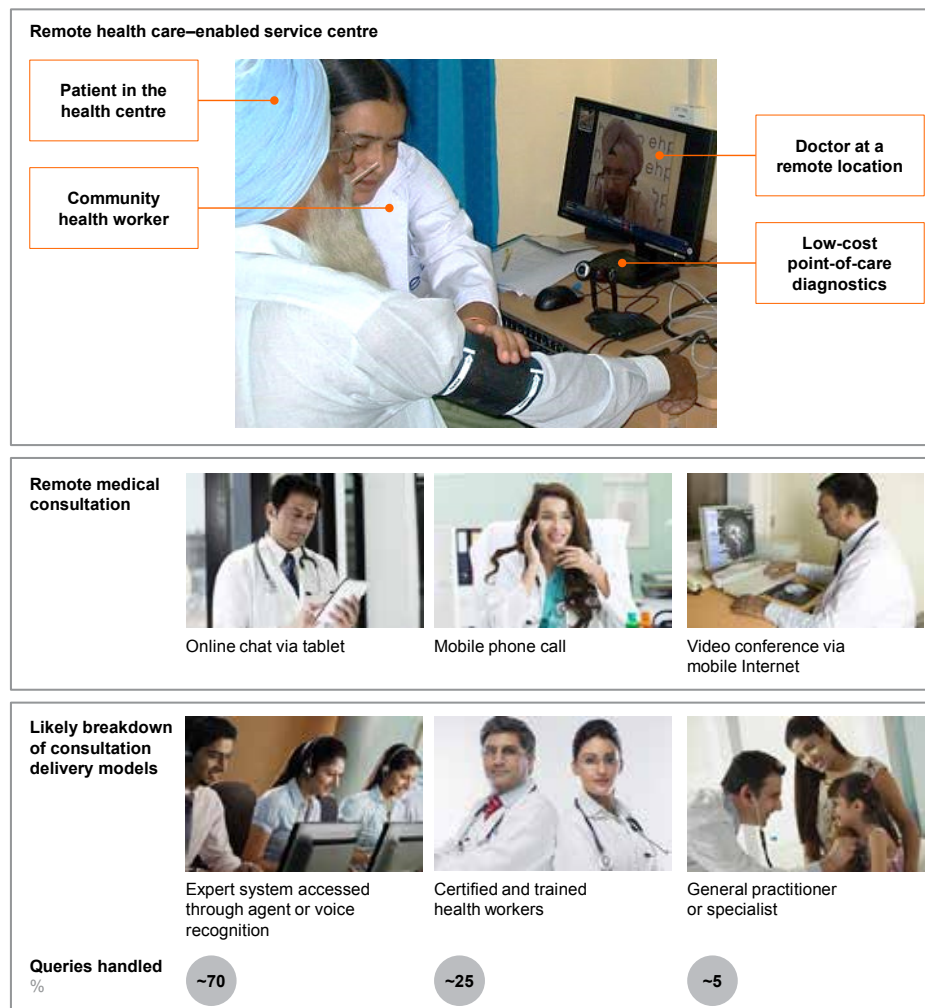 Remote health care–enabled service centre
Patient in the
health centre
Community
health worker
Doctor at a
remote location
Low-cost
point-of-care
diagnostics
Remote medical
consultation
Online chat via tablet
Mobile phone call
Video conference via
mobile Internet
Likely breakdown
of consultation
delivery models
Expert system accessed
through agent or voice
recognition
Certified and trained
health workers
General practitioner
or specialist
Queries handled
%
~70
~25
~5